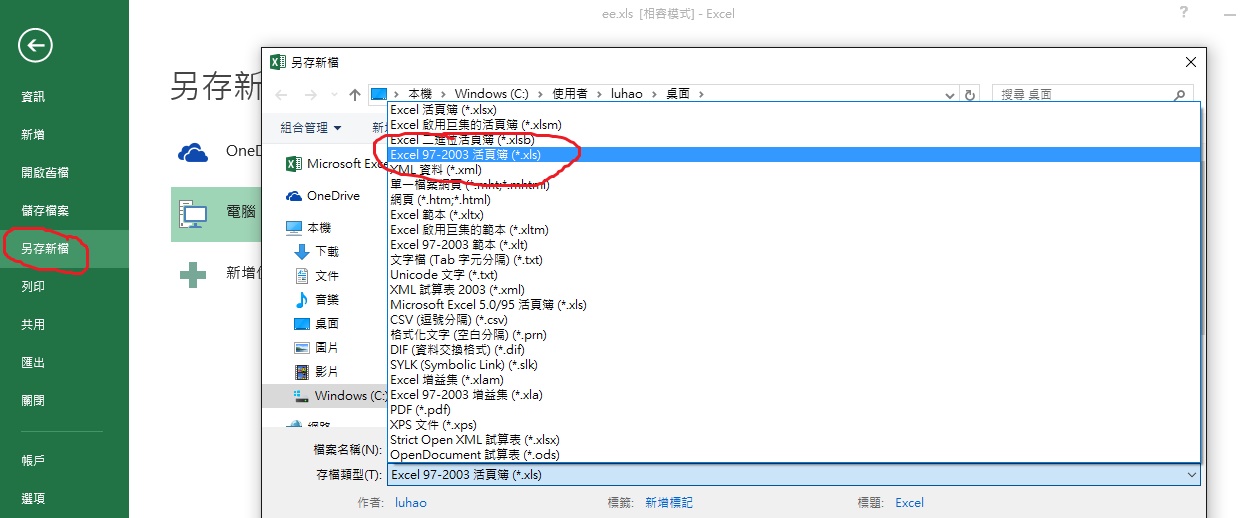 ee.xls [相容模式] - Excel
?
資訊
新增
開啟舊檔
儲存檔案
另存新檔
列印
共用
匯出
關閉
帳戶
選項
另存新
OneD
電腦
新增位
另存新檔
本機 > Windows (C:) > 使用者 > luhao > 桌面 >
搜尋 桌面
組合管理
新增
Microsoft Exce
OneDrive
本機
下載
文件
音樂
桌面
圖片
影片
Windows (C:)
網路
Excel 活頁簿 (*.xlsx)
Excel 啟用巨集的活頁簿 (*.xlsm)
Excel 二進位活頁簿 (*.xlsb)
Excel 97-2003 活頁簿 (*.xls)
XML 資料 (*.xml)
單一檔案網頁 (*.mht;*.mhtml)
網頁 (*.htm;*.html)
Excel 範本 (*.xltx)
Excel 啟用巨集的範本 (*.xltm)
Excel 97-2003 範本 (*.xlt)
文字檔 (Tab 字元分隔) (*.txt)
Unicode 文字 (*.txt)
XML 試算表 2003 (*.xml)
Microsoft Excel 5.0/95 活頁簿 (*.xls)
CSV (逗號分隔) (*.csv)
格式化文字 (空白分隔) (*.prn)
DIF (資料交換格式) (*.dif)
SYLK (Symbolic Link) (*.slk)
Excel 增益集 (*.xlam)
Excel 97-2003 增益集 (*.xla)
PDF (*.pdf)
XPS 文件 (*.xps)
Strict Open XML 試算表 (*.xlsx)
OpenDocument 試算表 (*.ods)
檔案名稱(N):
存檔類型(T): Excel 97-2003 活頁簿 (*.xls)
作者: luhao 標籤: 新增標記 標題: Excel